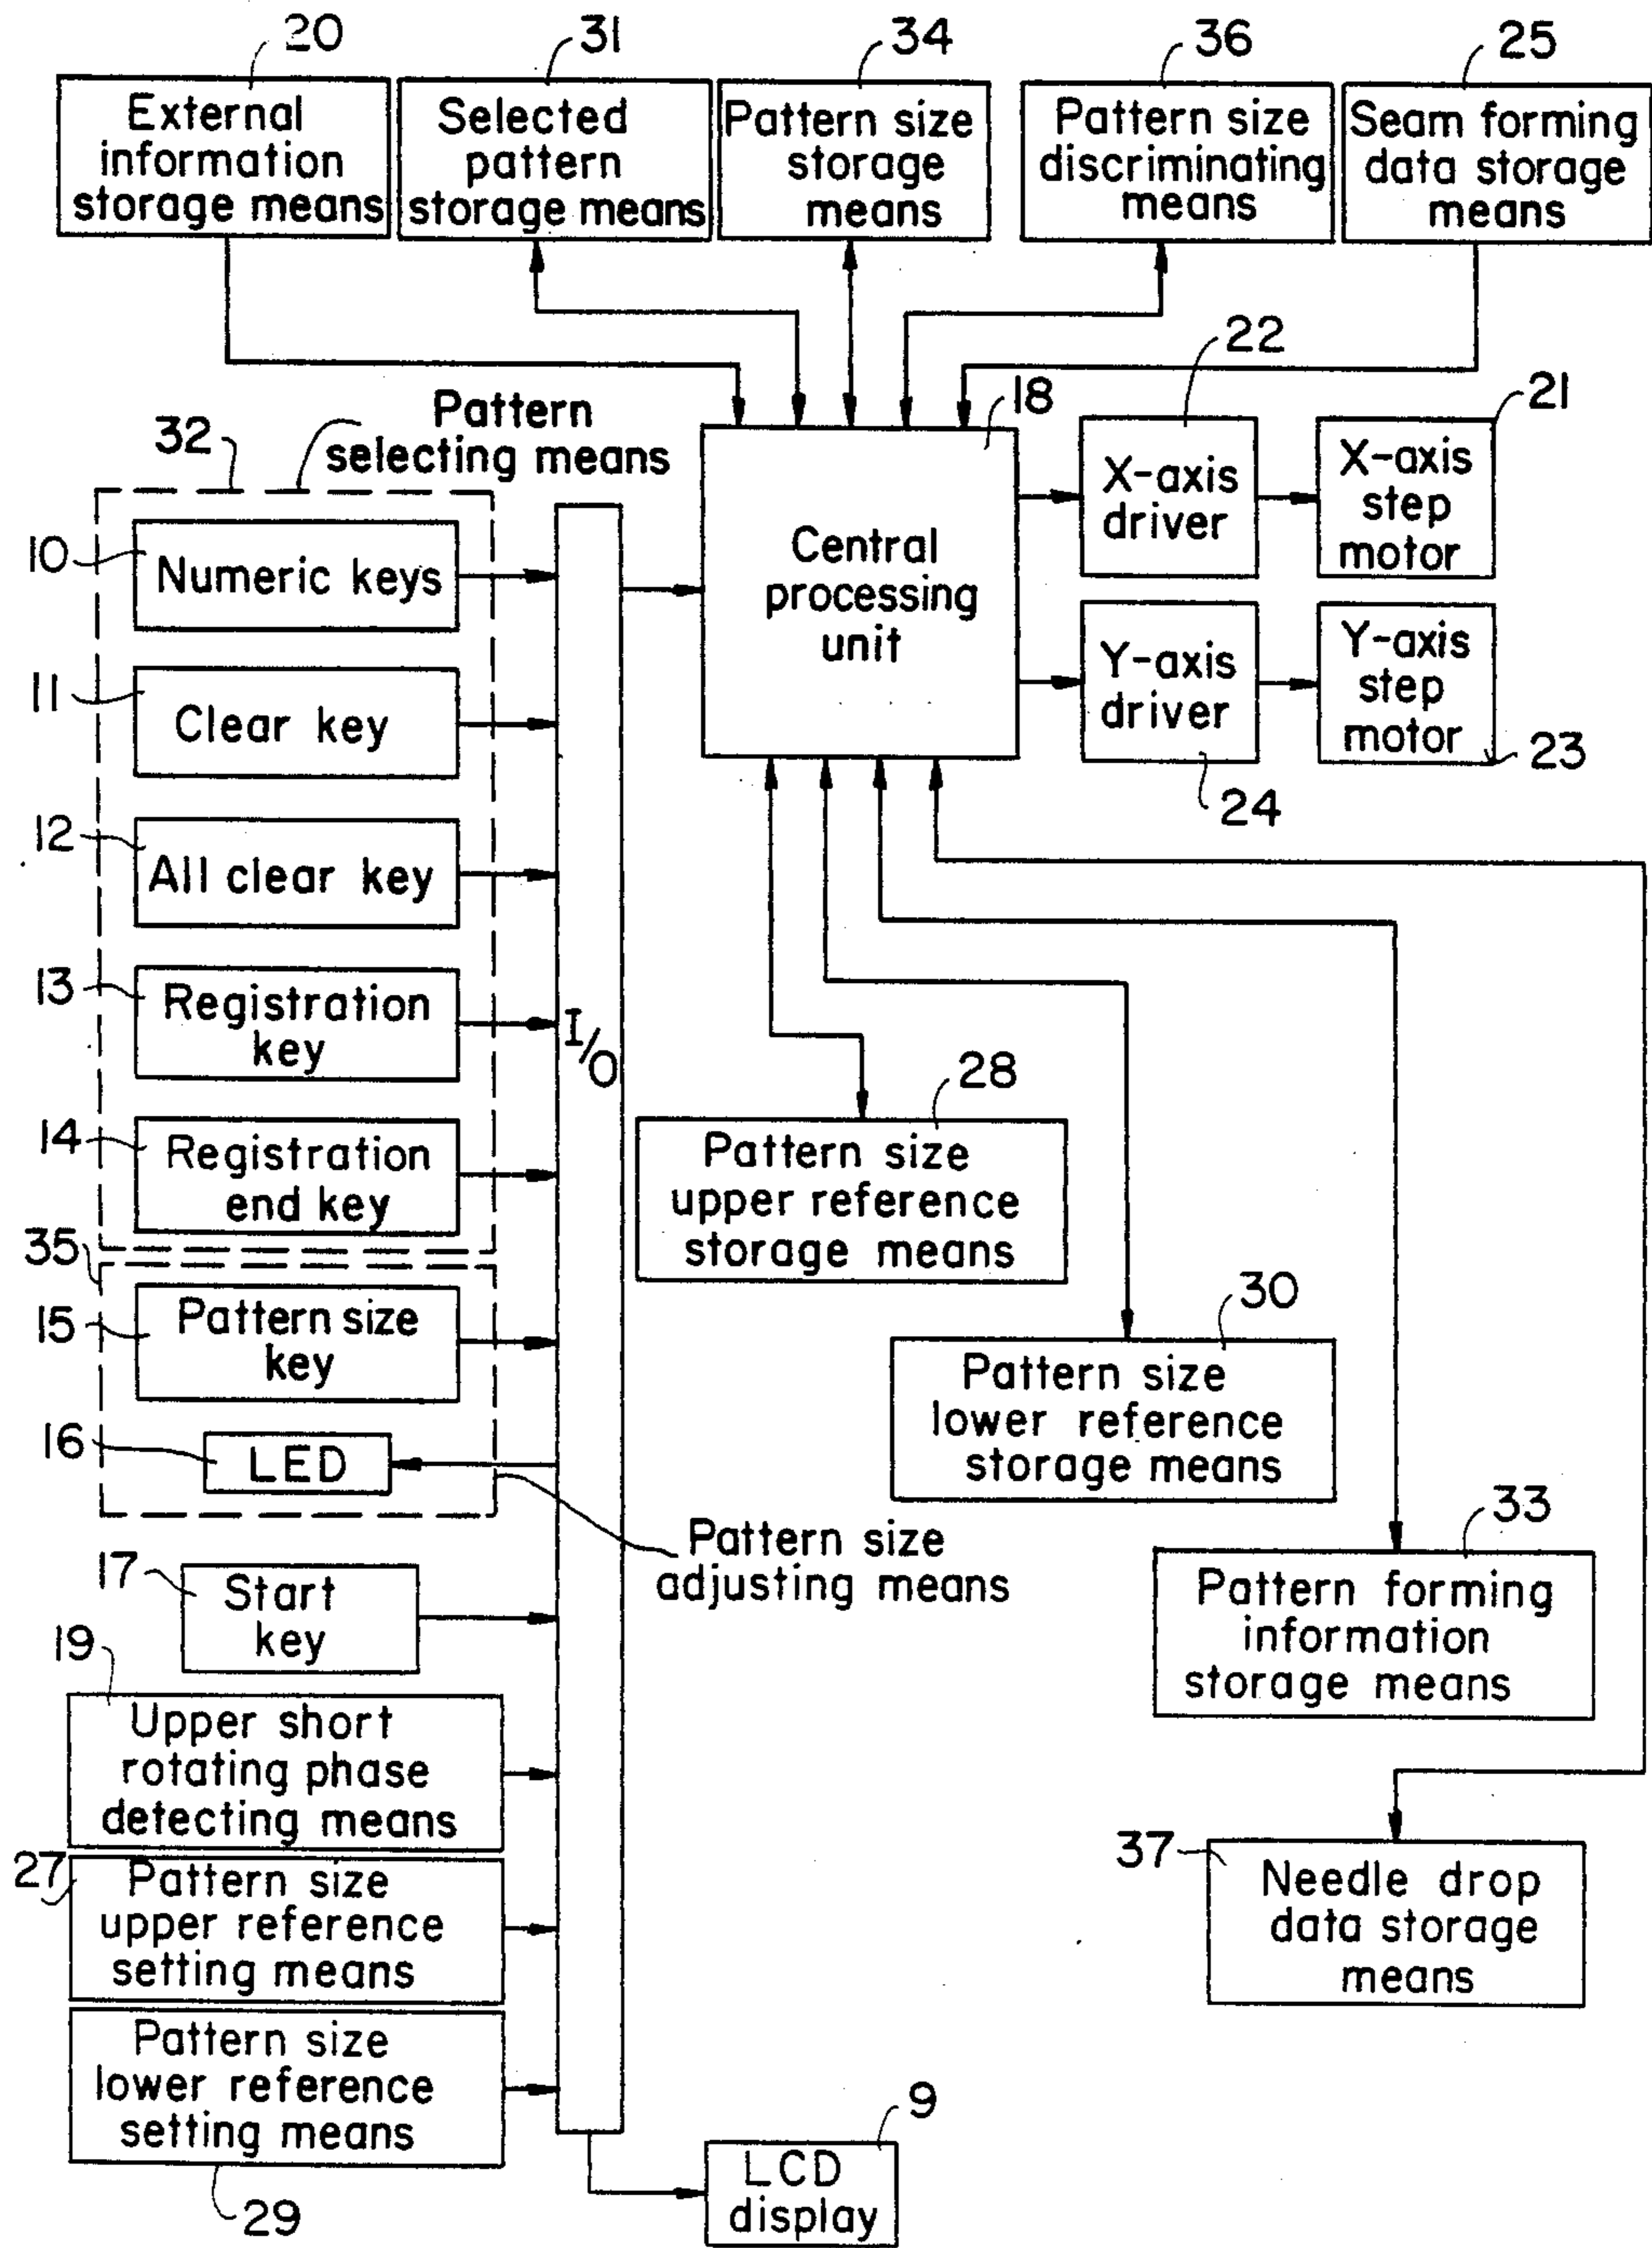 20
31
34
36
25
External
information
storage means
Selected
pattern
storage means
Pattern size
storage
means
Pattern size
discriminating
means
Seam forming
data storage
means
22
18
21
32
Pattern
selecting means
10
Numeric keys
Central
processing
unit
X-axis
driver
X-axis
step
motor
11
Clear key
Y-axis
driver
Y-axis
step
motor
24
23
12
All clear key
13
Registration
key
I/O
14
Registration
end key
28
Pattern size
upper reference
storage means
35
15
Pattern size
key
30
Pattern size
lower reference
storage means
16
LED
Pattern size
adjusting means
33
Pattern forming
information
storage means
17
Start
key
19
Upper short
rotating phase
detecting means
37
Needle drop
data storage
means
27
Pattern size
upper reference
setting means
Pattern size
lower reference
setting means
29
9
LCD
display